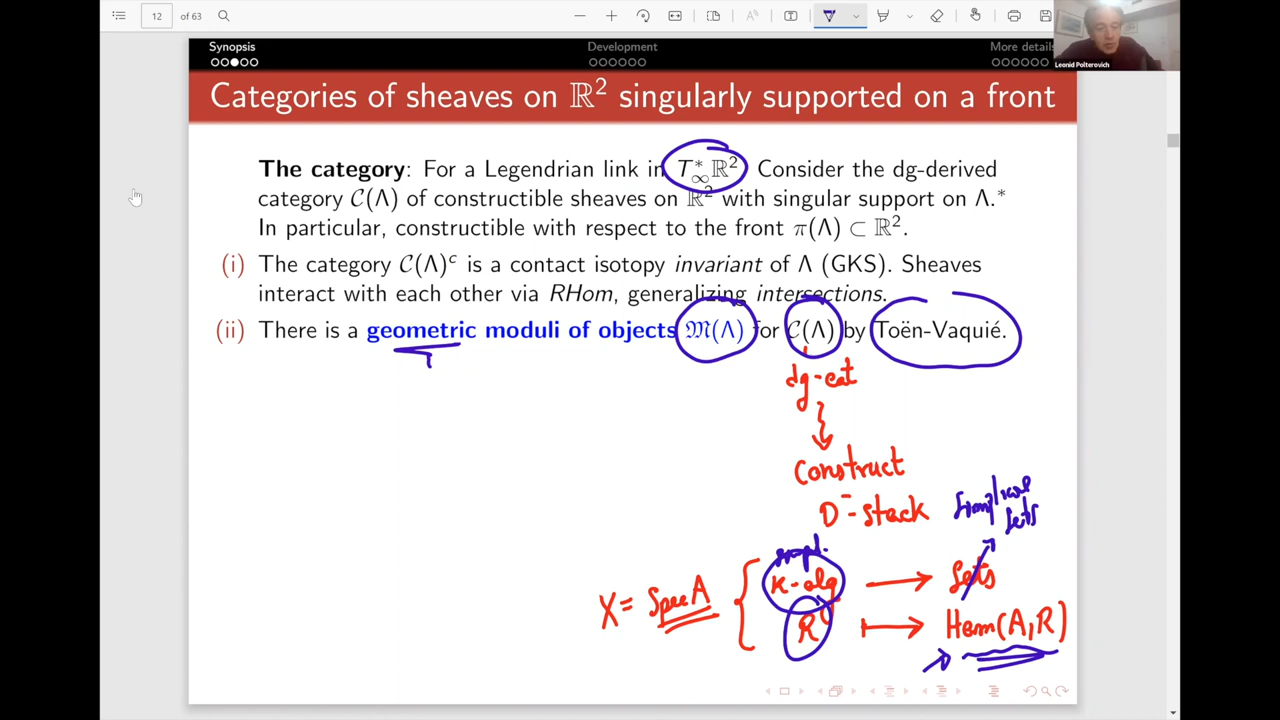 12 of 63
Leonid Polterovich
Synopsis Development More details
Categories of sheaves on ℝ² singularly supported on a front
The category: For a Legendrian link in T*∞ℝ² Consider the dg-derived
category 𝒞(Λ) of constructible sheaves on ℝ² with singular support on Λ.*
In particular, constructible with respect to the front π(Λ) ⊂ ℝ².
(i) The category 𝒞(Λ)ᶜ is a contact isotopy invariant of Λ (GKS). Sheaves
interact with each other via RHom, generalizing intersections.
(ii) There is a geometric moduli of objects 𝔐(Λ) for 𝒞(Λ) by Toën-Vaquié.
dg-cat
Construct
D⁻-stack
Simplicial
Sets
smpl.
X = Spec A { K-alg → Sets
R ↦ Hom(A,R)